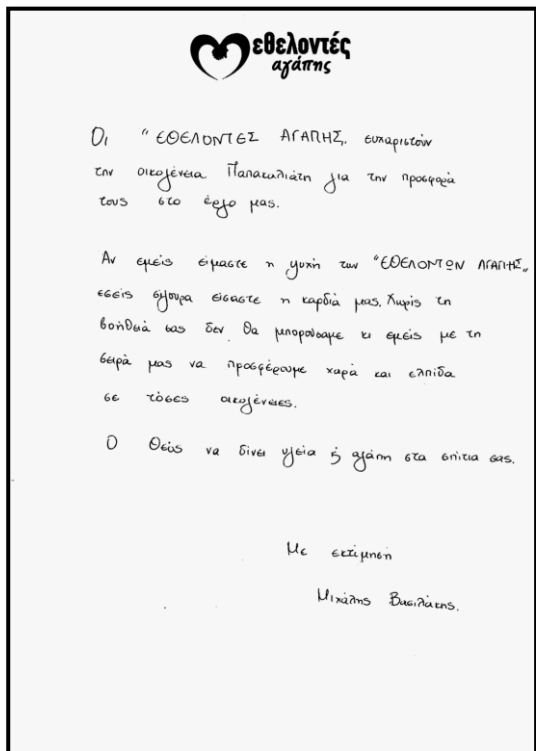 εθελοντές
αγάπης
Οι "ΕΘΕΛΟΝΤΕΣ ΑΓΑΠΗΣ„ ευχαριστούν
την οικογένεια Παπακαλιάτη για την προσφορά
τους στο έργο μας.
Αν εμείς είμαστε η ψυχή των "ΕΘΕΛΟΝΤΩΝ ΑΓΑΠΗΣ„
εσείς σίγουρα είσαστε η καρδιά μας. Χωρίς τη
βοήθειά σας δεν θα μπορούσαμε κι εμείς με τη
σειρά μας να προσφέρουμε χαρά και ελπίδα
σε τόσες οικογένειες.
Ο Θεός να δίνει υγεία ϗ αγάπη στα σπίτια σας.
Με εκτίμηση
Μιχάλης Βασιλάκης.